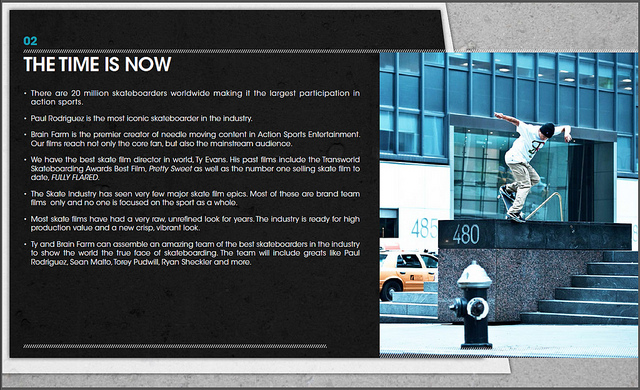 02
THE TIME IS NOW
• There are 20 million skateboarders worldwide making it the largest participation in
action sports.
• Paul Rodriguez is the most iconic skateboarder in the industry.
• Brain Farm is the premier creator of needle moving content in Action Sports Entertainment.
Our films reach not only the core fan, but also the mainstream audience.
• We have the best skate film director in world, Ty Evans. His past films include the Transworld
Skateboarding Awards Best Film, Pretty Sweet as well as the number one selling skate film to
date, FULLY FLARED.
• The Skate Industry has seen very few major skate film epics. Most of these are brand team
films only and no one is focused on the sport as a whole.
• Most skate films have had a very raw, unrefined look for years. The industry is ready for high
production value and a new crisp, vibrant look.
• Ty and Brain Farm can assemble an amazing team of the best skateboarders in the industry
to show the world the true face of skateboarding. The team will include greats like Paul
Rodriguez, Sean Malto, Torey Pudwill, Ryan Sheckler and more.
485
480